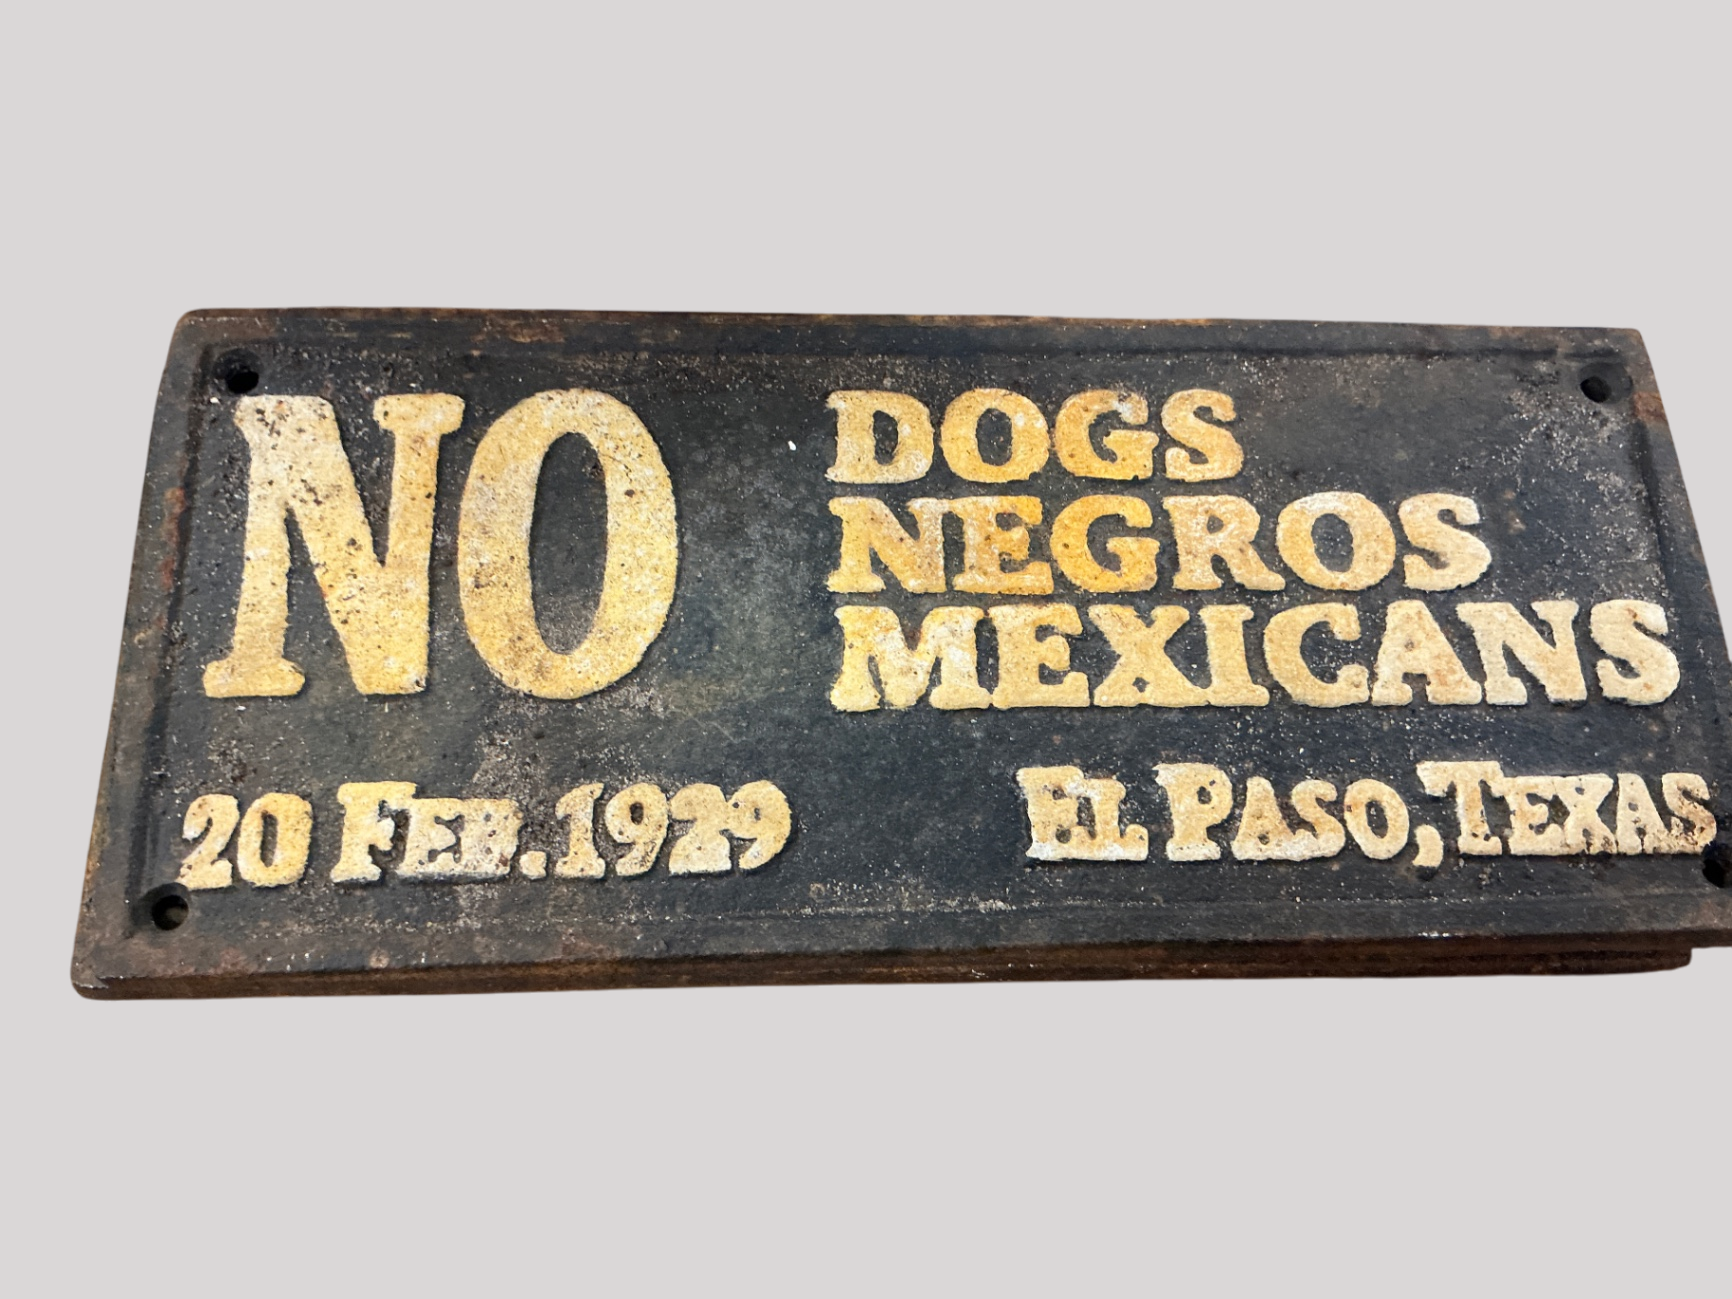 NO
DOGS
NEGROS
MEXICANS
20 FEB. 1929
EL PASO, TEXAS